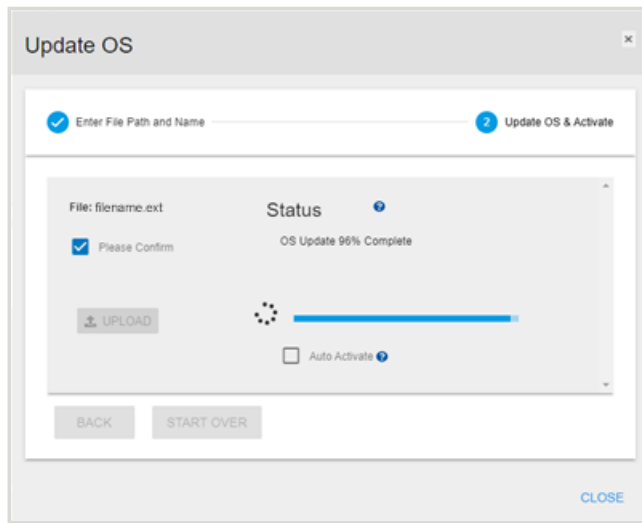 Update OS
Enter File Path and Name
2 Update OS & Activate
File: filename.ext
Status ?
Please Confirm
OS Update 96% Complete
UPLOAD
Auto Activate ?
BACK START OVER
CLOSE